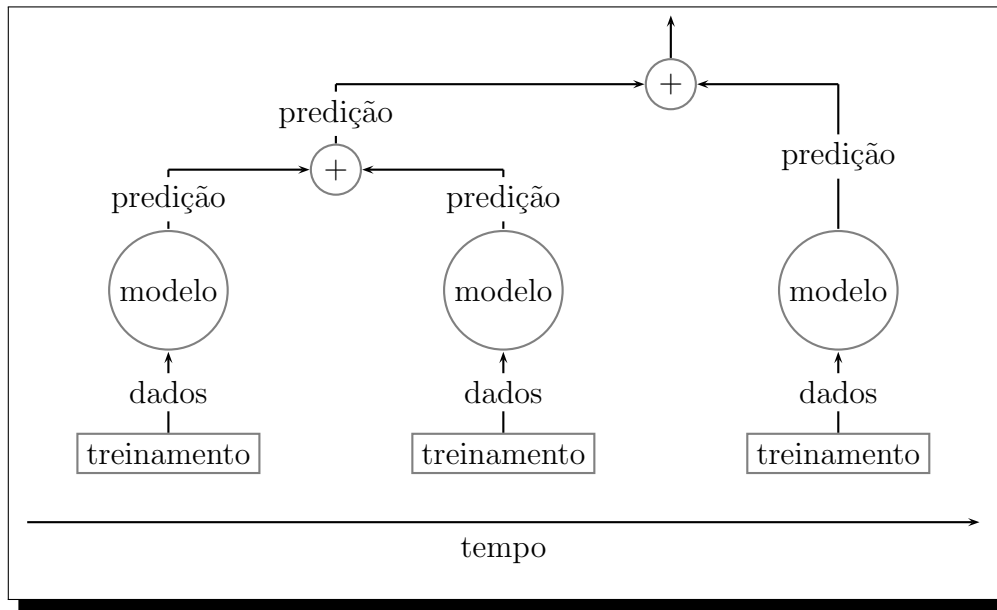 +
predição
predição
+
predição
predição
modelo
modelo
modelo
dados
dados
dados
treinamento
treinamento
treinamento
tempo